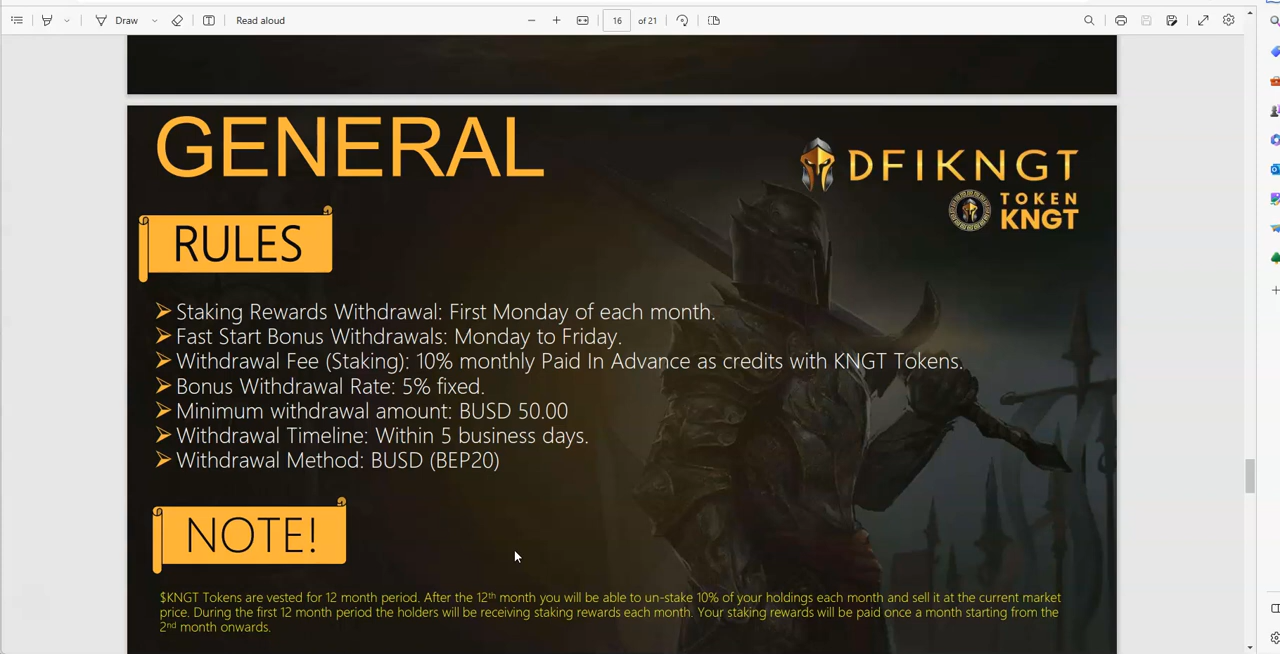 Draw
Read aloud
16 of 21
GENERAL
DFIKNGT
TOKEN
KNGT
RULES
Staking Rewards Withdrawal: First Monday of each month.
Fast Start Bonus Withdrawals: Monday to Friday.
Withdrawal Fee (Staking): 10% monthly Paid In Advance as credits with KNGT Tokens.
Bonus Withdrawal Rate: 5% fixed.
Minimum withdrawal amount: BUSD 50.00
Withdrawal Timeline: Within 5 business days.
Withdrawal Method: BUSD (BEP20)
NOTE!
$KNGT Tokens are vested for 12 month period. After the 12th month you will be able to un-stake 10% of your holdings each month and sell it at the current market
price. During the first 12 month period the holders will be receiving staking rewards each month. Your staking rewards will be paid once a month starting from the
2nd month onwards.